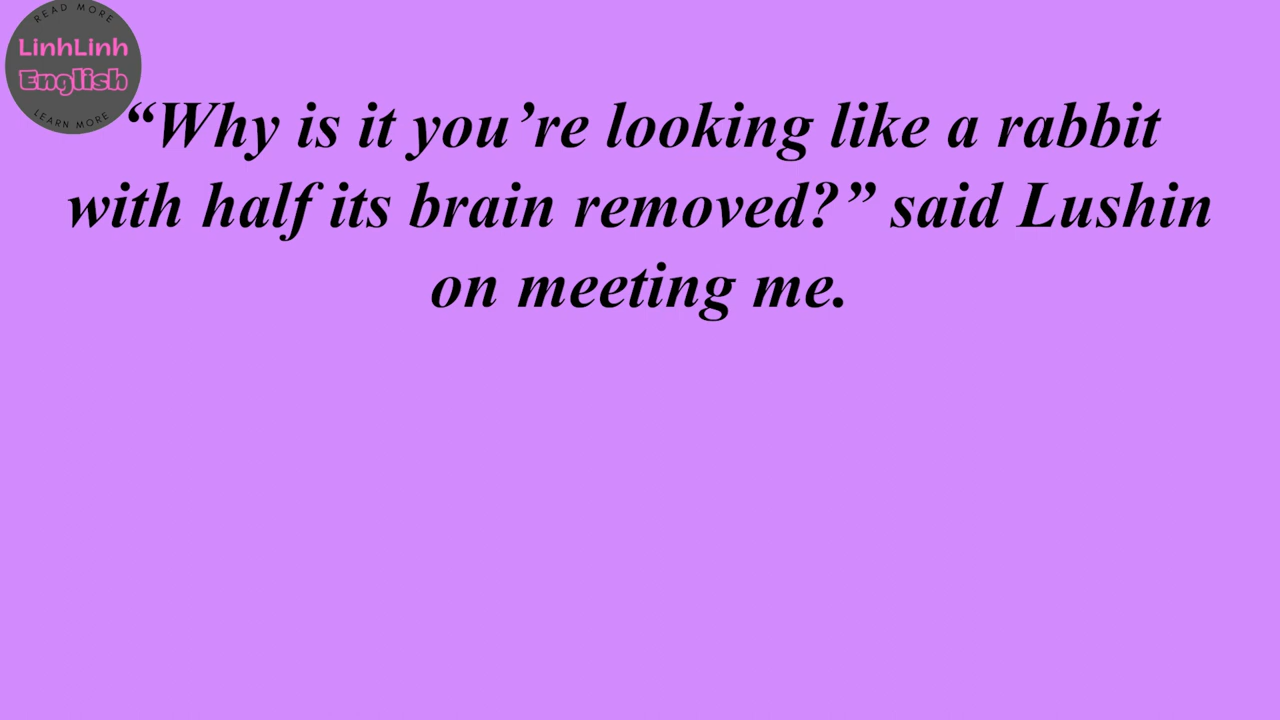 READ MORE
LinhLinh
English
LEARN MORE
“Why is it you’re looking like a rabbit
with half its brain removed?” said Lushin
on meeting me.